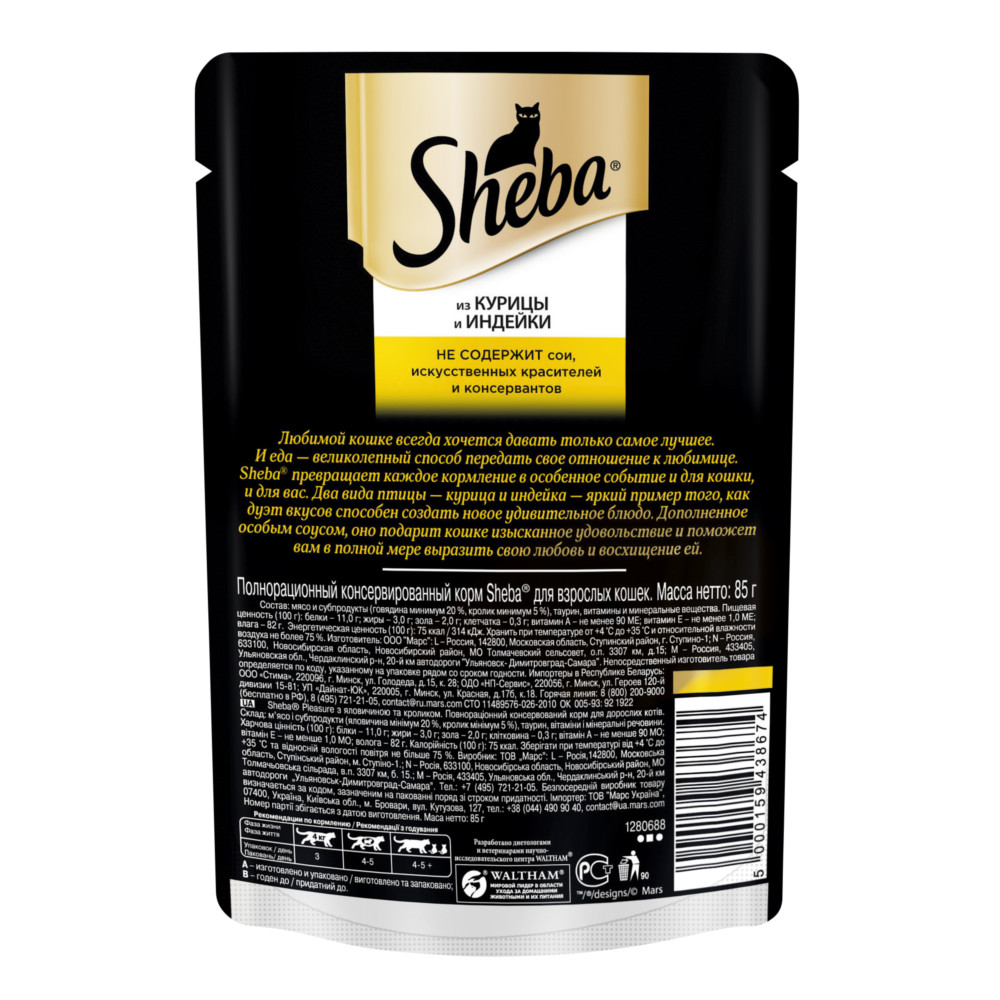 Sheba®
из КУРИЦЫ
и ИНДЕЙКИ
НЕ СОДЕРЖИТ сои,
искусственных красителей
и консервантов
Любимой кошке всегда хочется давать только самое лучшее.
И еда — великолепный способ передать свое отношение к любимице.
Sheba® превращает каждое кормление в особенное событие и для кошки,
и для вас. Два вида птицы — курица и индейка — яркий пример того, как
дуэт вкусов способен создать новое удивительное блюдо. Дополненное
особым соусом, оно подарит кошке изысканное удовольствие и поможет
вам в полной мере выразить свою любовь и восхищение ей.
Полнорационный консервированный корм Sheba® для взрослых кошек. Масса нетто: 85 г
Состав: мясо и субпродукты (говядина минимум 20 %, кролик минимум 5 %), таурин, витамины и минеральные вещества. Пищевая
ценность (100 г): белки – 11,0 г; жиры – 3,0 г; зола – 2,0 г; клетчатка – 0,3 г; витамин А – не менее 90 МЕ; витамин Е – не менее 1,0 МЕ;
влага – 82 г. Энергетическая ценность (100 г): 75 ккал / 314 кДж. Хранить при температуре от +4 °С до +35 °С и относительной влажности
воздуха не более 75 %. Изготовитель: ООО "Марс": L – Россия, 142800, Московская область, Ступинский район, г. Ступино-1; N – Россия,
633100, Новосибирская область, Новосибирский район, МО Толмачевский сельсовет, о.п. 3307 км, д.15; M – Россия, 433405,
Ульяновская обл., Чердаклинский р-н, 20-й км автодороги "Ульяновск-Димитровград-Самара". Непосредственный изготовитель товара
определяется по коду, указанному на упаковке рядом со сроком годности. Импортеры в Республике Беларусь:
ООО «Стима», 220096, г. Минск, ул. Голодеда, д.15, к. 28; ОДО «НП-Сервис», 220056, г. Минск, ул. Героев 120-й
дивизии 15-81; УП «Дайнат-ЮК», 220005, г. Минск, ул. Красная, д.17б, к.18. Горячая линия: 8 (800) 200-9000
(бесплатно в РФ), 8 (495) 721-21-05, contact@ru.mars.com СТО 11489576-026-2010 ОК 005-93: 92 1922
UA Sheba® Pleasure з яловичиною та кроликом. Повнораціонний консервований корм для дорослих котів.
Склад: м'ясо і субпродукти (яловичина мінімум 20 %, кролик мінімум 5 %), таурин, вітаміни і мінеральні речовини.
Харчова цінність (100 г): білки – 11,0 г; жири – 3,0 г; зола – 2,0 г; клітковина – 0,3 г; вітамін А – не менше 90 МО;
вітамін Е – не менше 1,0 МО; волога – 82 г. Калорійність (100 г): 75 ккал. Зберігати при температурі від +4 °С до
+35 °С та відносній вологості повітря не більше 75 %. Виробник: ТОВ "Марс": L – Росія, 142800, Московська
область, Ступінський район, м. Ступіно-1,; N – Росія, 633100, Новосибірська область, Новосибірський район, МО
Толмачовська сільрада, в.п. 3307 км, б. 15.; M – Росія, 433405, Ульяновська обл., Чердаклинський р-н, 20-й км
автодороги "Ульяновськ-Димитровград-Самара". Тел.: +7 (495) 721-21-05. Безпосередній виробник товару
визначається за кодом, зазначеним на пакованні поряд зі строком придатності. Імпортер: ТОВ "Марс Україна",
07400, Україна, Київська обл., м. Бровари, вул. Кутузова, 127, тел.: +38 (044) 490 90 40, contact@ua.mars.com
Номер партії збігається з датою виготовлення. Маса нетто: 85 г
Рекомендации по кормлению / Рекомендації з годування
Фаза жизни
Фаза життя
4 кг
Упаковок / день
Паковань/ день
3
4-5
4-5 +
A – изготовлено и упаковано / виготовлено та запаковано;
B – годен до / придатний до.
Разработано диетологами
и ветеринарами научно-
исследовательского центра WALTHAM®
WALTHAM®
МИРОВОЙ ЛИДЕР В ОБЛАСТИ
УХОДА ЗА ДОМАШНИМИ
ЖИВОТНЫМИ И ИХ ПИТАНИЯ
1280688
90
™/®/designs/© Mars
5 000159 438674